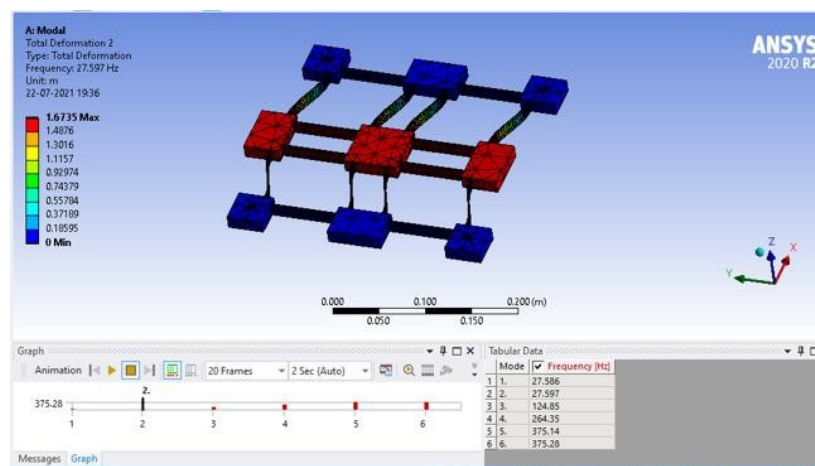 A: Modal
Total Deformation 2
Type: Total Deformation
Frequency: 27.597 Hz
Unit: m
22-07-2021 19:36
1.6735 Max
1.4876
1.3016
1.1157
0.92974
0.74379
0.55784
0.37189
0.18595
0 Min
ANSYS
2020 R2
Z
X
Y
0.000 0.100 0.200 (m)
0.050 0.150
Graph
Animation 20 Frames 2 Sec (Auto)
2.
375.28
1 2 3 4 5 6
Messages Graph
Tabular Data
Mode Frequency [Hz]
1 1. 27.586
2 2. 27.597
3 3. 124.85
4 4. 264.35
5 5. 375.14
6 6. 375.28